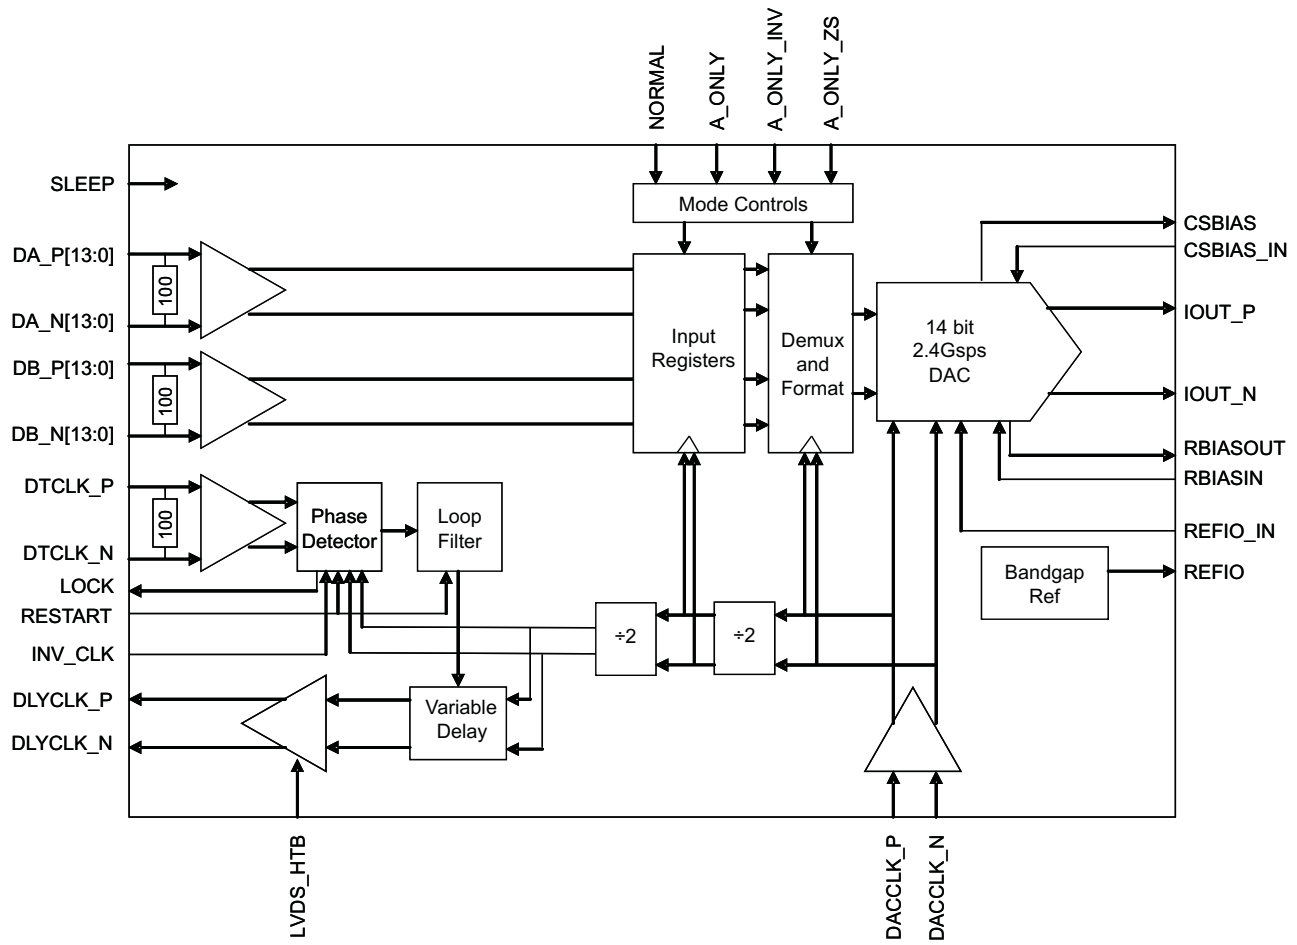 NORMAL
A_ONLY
A_ONLY_INV
A_ONLY_ZS
SLEEP
Mode Controls
CSBIAS
CSBIAS_IN
DA_P[13:0]
100
DA_N[13:0]
DB_P[13:0]
100
DB_N[13:0]
Input
Registers
Demux
and
Format
14 bit
2.4Gsps
DAC
IOUT_P
IOUT_N
RBIASOUT
RBIASIN
REFIO_IN
REFIO
DTCLK_P
100
DTCLK_N
Phase
Detector
Loop
Filter
Bandgap
Ref
LOCK
RESTART
INV_CLK
÷2
÷2
DLYCLK_P
DLYCLK_N
Variable
Delay
LVDS_HTB
DACCLK_P
DACCLK_N